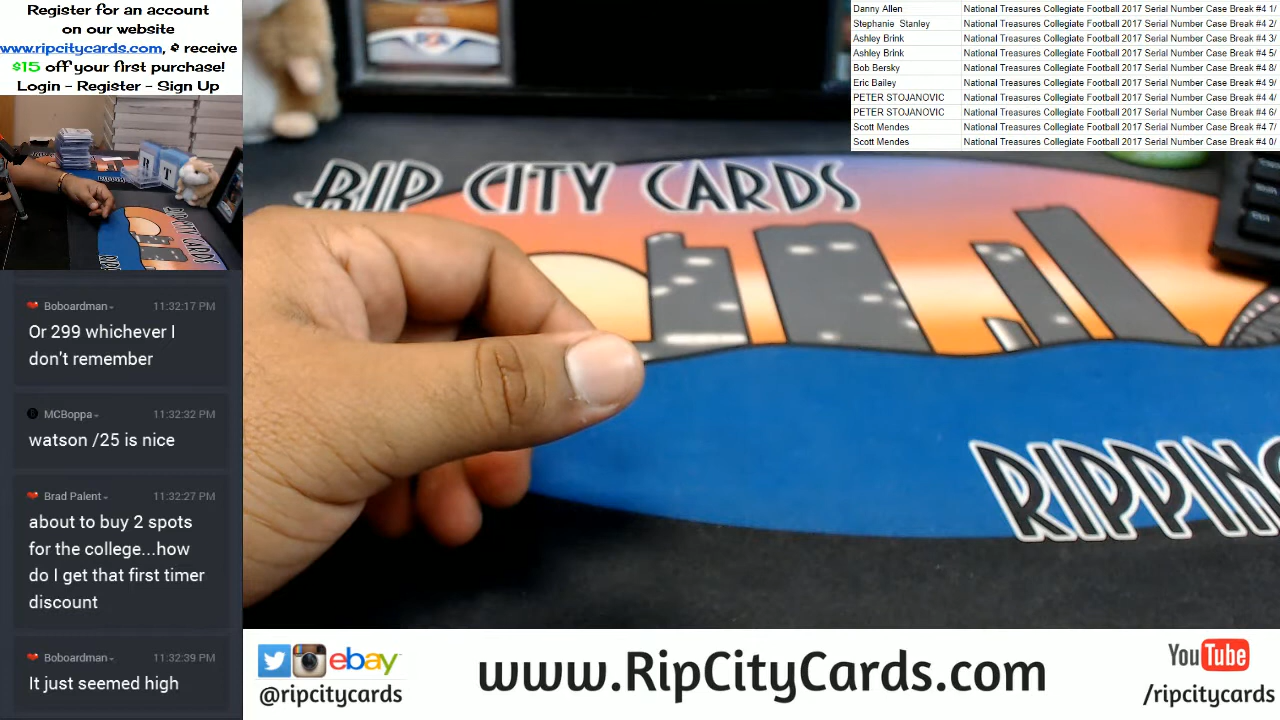 Register for an account
on our website
www.ripcitycards.com, & receive
$15 off your first purchase!
Login - Register - Sign Up
Danny Allen National Treasures Collegiate Football 2017 Serial Number Case Break #4 1/
Stephanie Stanley National Treasures Collegiate Football 2017 Serial Number Case Break #4 2/
Ashley Brink National Treasures Collegiate Football 2017 Serial Number Case Break #4 3/
Ashley Brink National Treasures Collegiate Football 2017 Serial Number Case Break #4 5/
Bob Bersky National Treasures Collegiate Football 2017 Serial Number Case Break #4 8/
Eric Bailey National Treasures Collegiate Football 2017 Serial Number Case Break #4 9/
PETER STOJANOVIC National Treasures Collegiate Football 2017 Serial Number Case Break #4 4/
PETER STOJANOVIC National Treasures Collegiate Football 2017 Serial Number Case Break #4 6/
Scott Mendes National Treasures Collegiate Football 2017 Serial Number Case Break #4 7/
Scott Mendes National Treasures Collegiate Football 2017 Serial Number Case Break #4 0/
R
T
RIP CITY CARDS
RIP CITY CARDS
RIPPIN
Boboardman 11:32:17 PM
Or 299 whichever I
don't remember
MCBoppa 11:32:32 PM
watson /25 is nice
Brad Palent 11:32:27 PM
about to buy 2 spots
for the college...how
do I get that first timer
discount
Boboardman 11:32:39 PM
It just seemed high
RIPPING
ebay
@ripcitycards
www.RipCityCards.com
YouTube
/ripcitycards